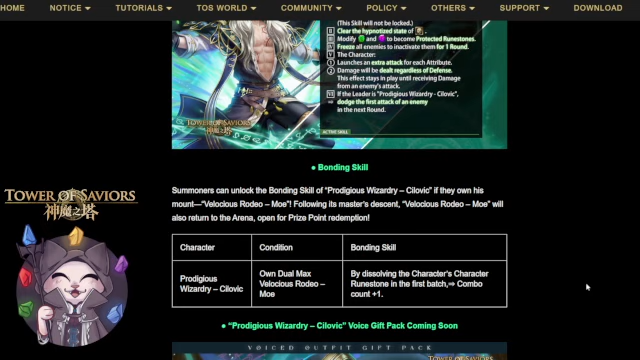 HOME NOTICE TUTORIALS TOS WORLD COMMUNITY POLICY OTHERS SUPPORT DOWNLOAD
(This Skill will not be locked.)
Clear the hypnotized state of
Modify and to become Protected Runestones.
Freeze all enemies to inactivate them for 1 Round.
The Character:
Launches an extra attack for each Attribute.
Damage will be dealt regardless of Defense.
This effect stays in play until receiving Damage
from an enemy's attack.
If the Leader is "Prodigious Wizardry - Cilovic",
⇒ dodge the first attack of an enemy
in the next Round.
TOWER OF SAVIORS
神魔之塔
ACTIVE SKILL
● Bonding Skill
Summoners can unlock the Bonding Skill of "Prodigious Wizardry – Cilovic" if they own his
mount—"Velocious Rodeo – Moe"! Following its master's descent, "Velocious Rodeo – Moe" will
also return to the Arena, open for Prize Point redemption!
TOWER OF SAVIORS
神魔之塔
Character Condition Bonding Skill
Prodigious
Wizardry – Cilovic
Own Dual Max
Velocious Rodeo –
Moe
By dissolving the Character's Character
Runestone in the first batch,⇒ Combo
count +1.
● "Prodigious Wizardry – Cilovic" Voice Gift Pack Coming Soon
VOICED OUTFIT GIFT PACK